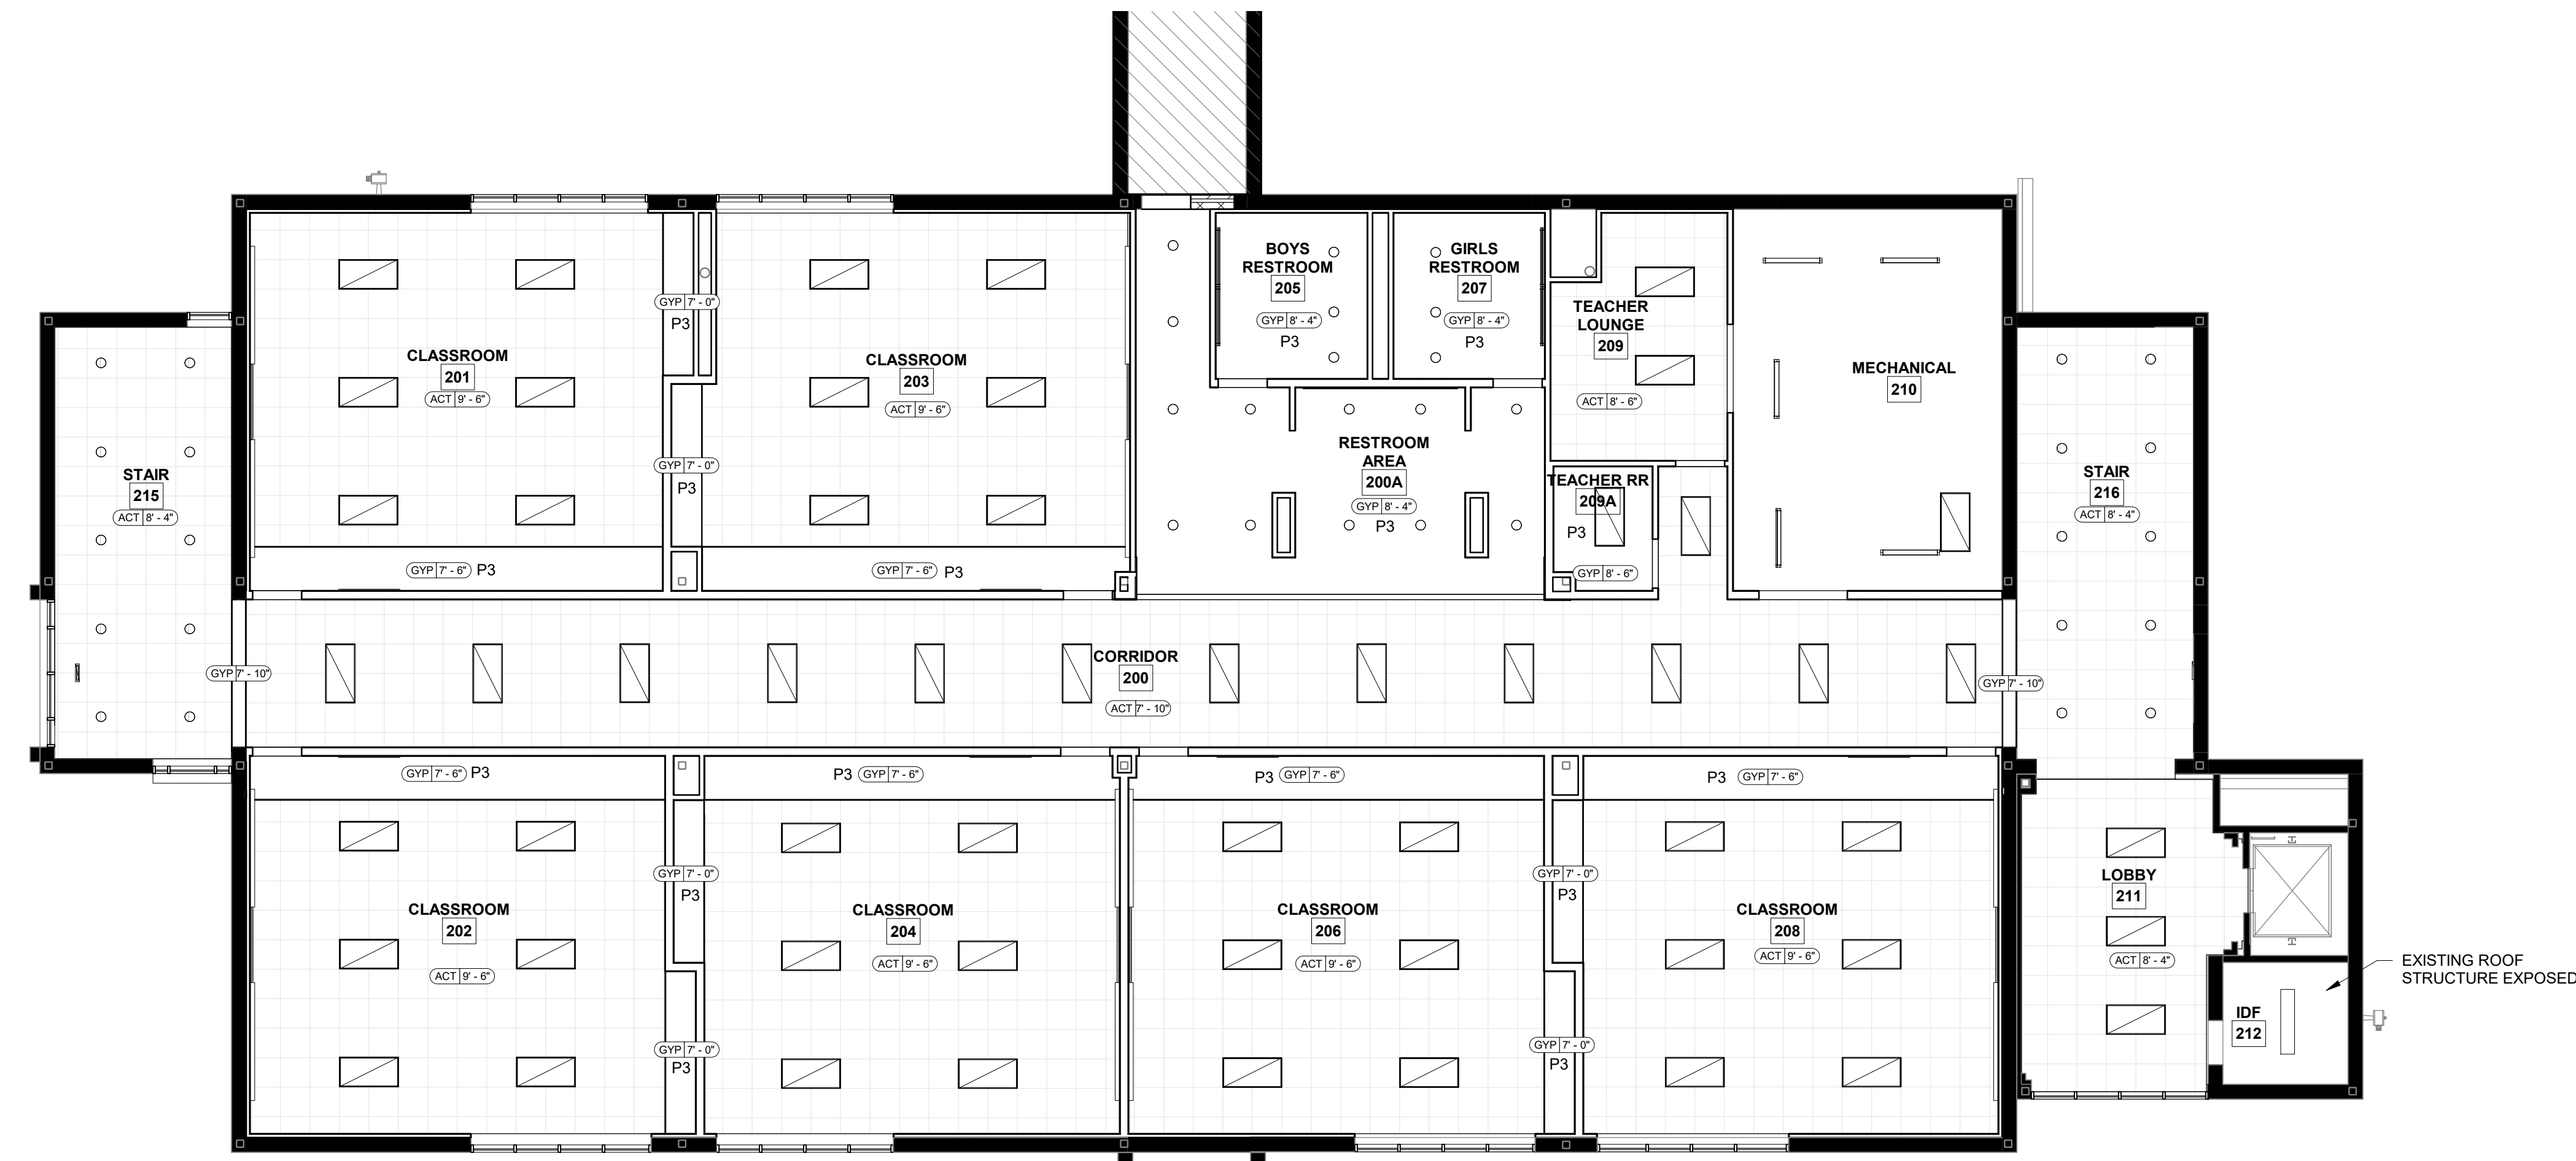 BOYS
RESTROOM
205
GYP 8' - 4"
P3
GIRLS
RESTROOM
207
GYP 8' - 4"
P3
TEACHER
LOUNGE
209
ACT 8' - 6"
GYP 7' - 0"
P3
CLASSROOM
201
ACT 9' - 6"
CLASSROOM
203
ACT 9' - 6"
MECHANICAL
210
STAIR
215
ACT 8' - 4"
GYP 7' - 0"
P3
RESTROOM
AREA
200A
GYP 8' - 4"
P3
TEACHER RR
209A
P3
GYP 8' - 6"
STAIR
216
ACT 8' - 4"
GYP 7' - 6" P3
GYP 7' - 6" P3
GYP 7' - 10"
CORRIDOR
200
ACT 7' - 10"
GYP 7' - 10"
GYP 7' - 6" P3
P3 GYP 7' - 6"
P3 GYP 7' - 6"
P3 GYP 7' - 6"
GYP 7' - 0"
P3
GYP 7' - 0"
P3
CLASSROOM
202
ACT 9' - 6"
CLASSROOM
204
ACT 9' - 6"
CLASSROOM
206
ACT 9' - 6"
CLASSROOM
208
ACT 9' - 6"
LOBBY
211
ACT 8' - 4"
EXISTING ROOF
STRUCTURE EXPOSED
IDF
212
GYP 7' - 0"
P3
GYP 7' - 0"
P3